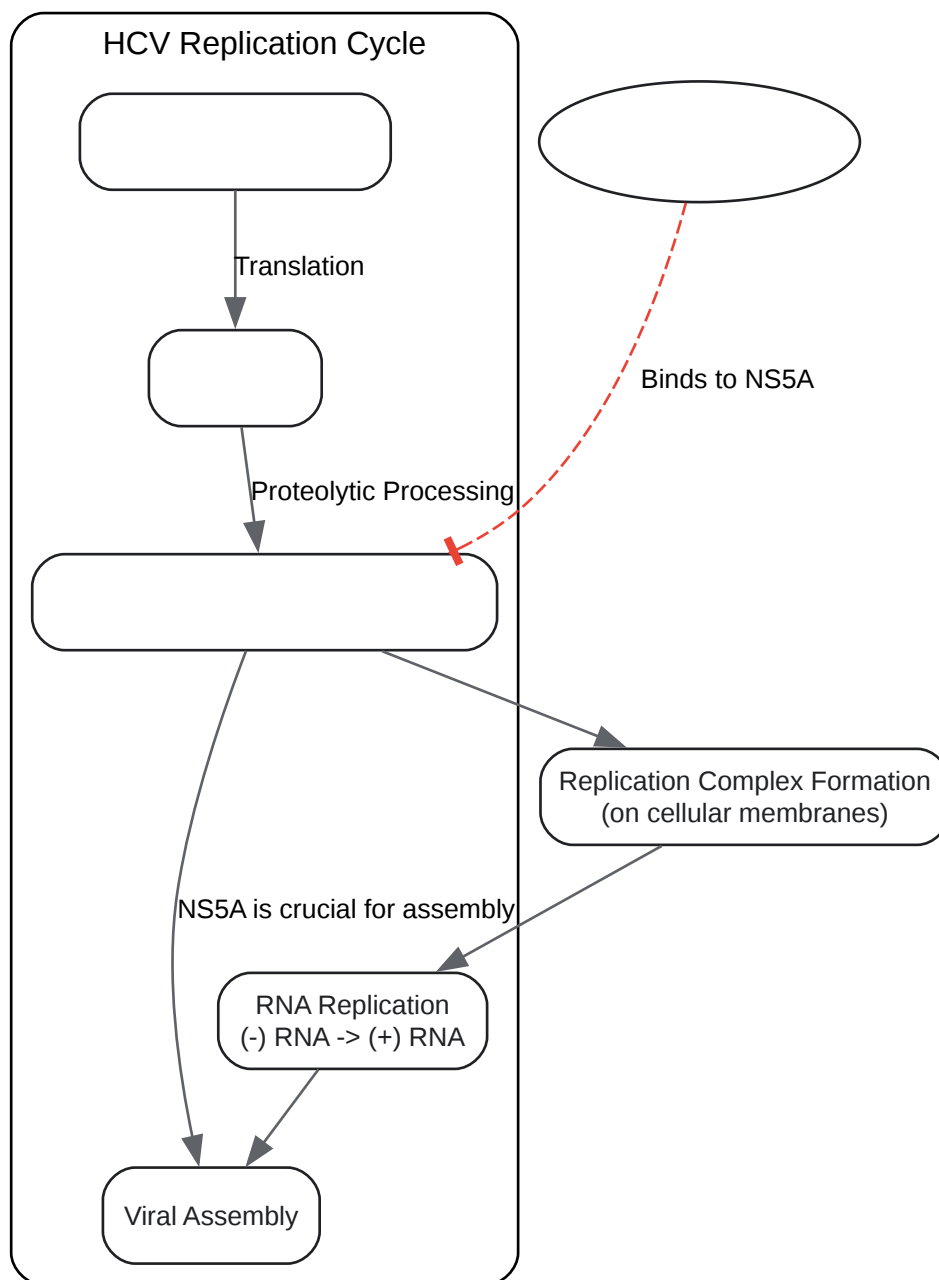 HCV Replication Cycle
Translation
Binds to NS5A
Proteolytic Processing
Replication Complex Formation
(on cellular membranes)
NS5A is crucial for assembly
RNA Replication
(-) RNA -> (+) RNA
Viral Assembly